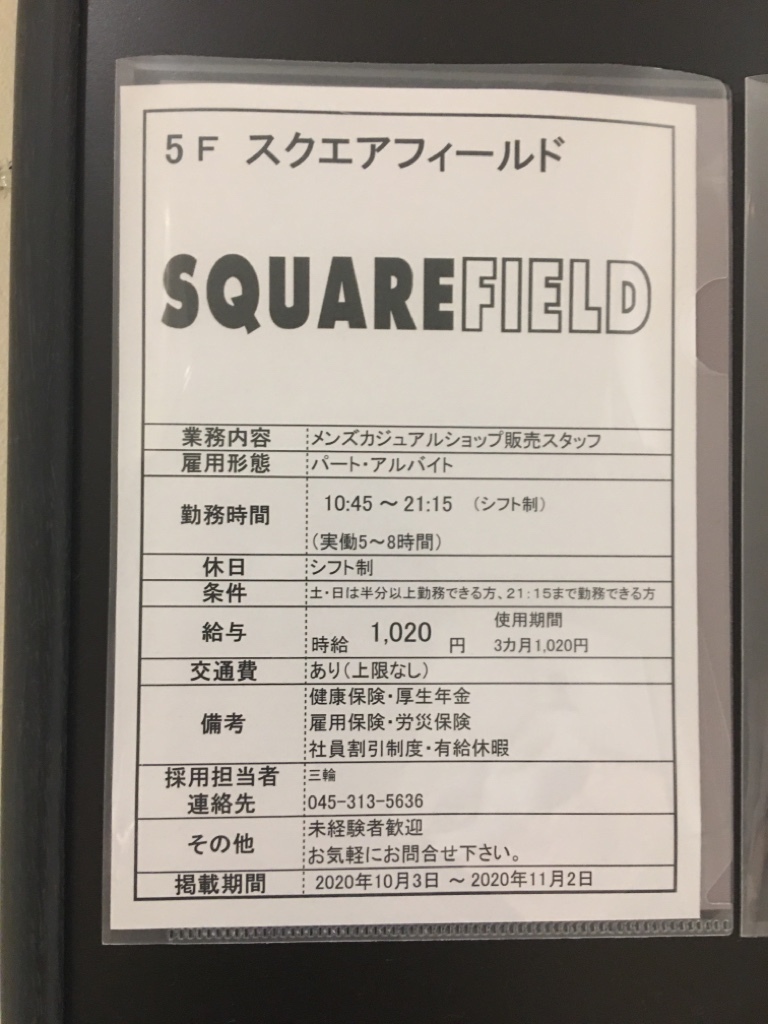 5F スクエアフィールド
SQUAREFIELD
業務内容 メンズカジュアルショップ販売スタッフ
雇用形態 パート・アルバイト
勤務時間 10:45 ～ 21:15 （シフト制）
（実働5～8時間）
休日 シフト制
条件 土・日は半分以上勤務できる方、21：15まで勤務できる方
給与 時給 1,020 円 使用期間
3カ月1,020円
交通費 あり（上限なし）
備考 健康保険・厚生年金
雇用保険・労災保険
社員割引制度・有給休暇
採用担当者 三輪
連絡先 045-313-5636
その他 未経験者歓迎
お気軽にお問合せ下さい。
掲載期間 2020年10月3日 ～ 2020年11月2日